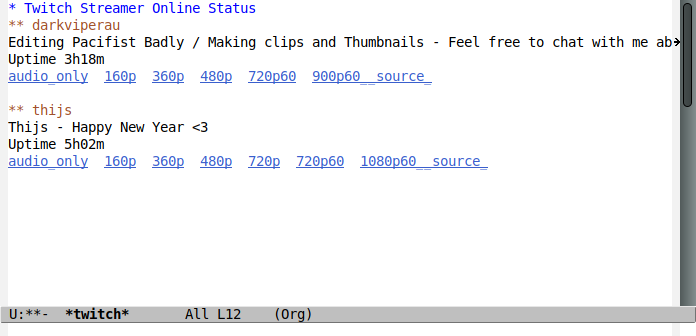 * Twitch Streamer Online Status
** darkviperau
Editing Pacifist Badly / Making clips and Thumbnails - Feel free to chat with me ab→
Uptime 3h18m
audio_only  160p  360p  480p  720p60  900p60__source_
** thijs
Thijs - Happy New Year <3
Uptime 5h02m
audio_only  160p  360p  480p  720p  720p60  1080p60__source_
U:**-  *twitch*       All L12    (Org)